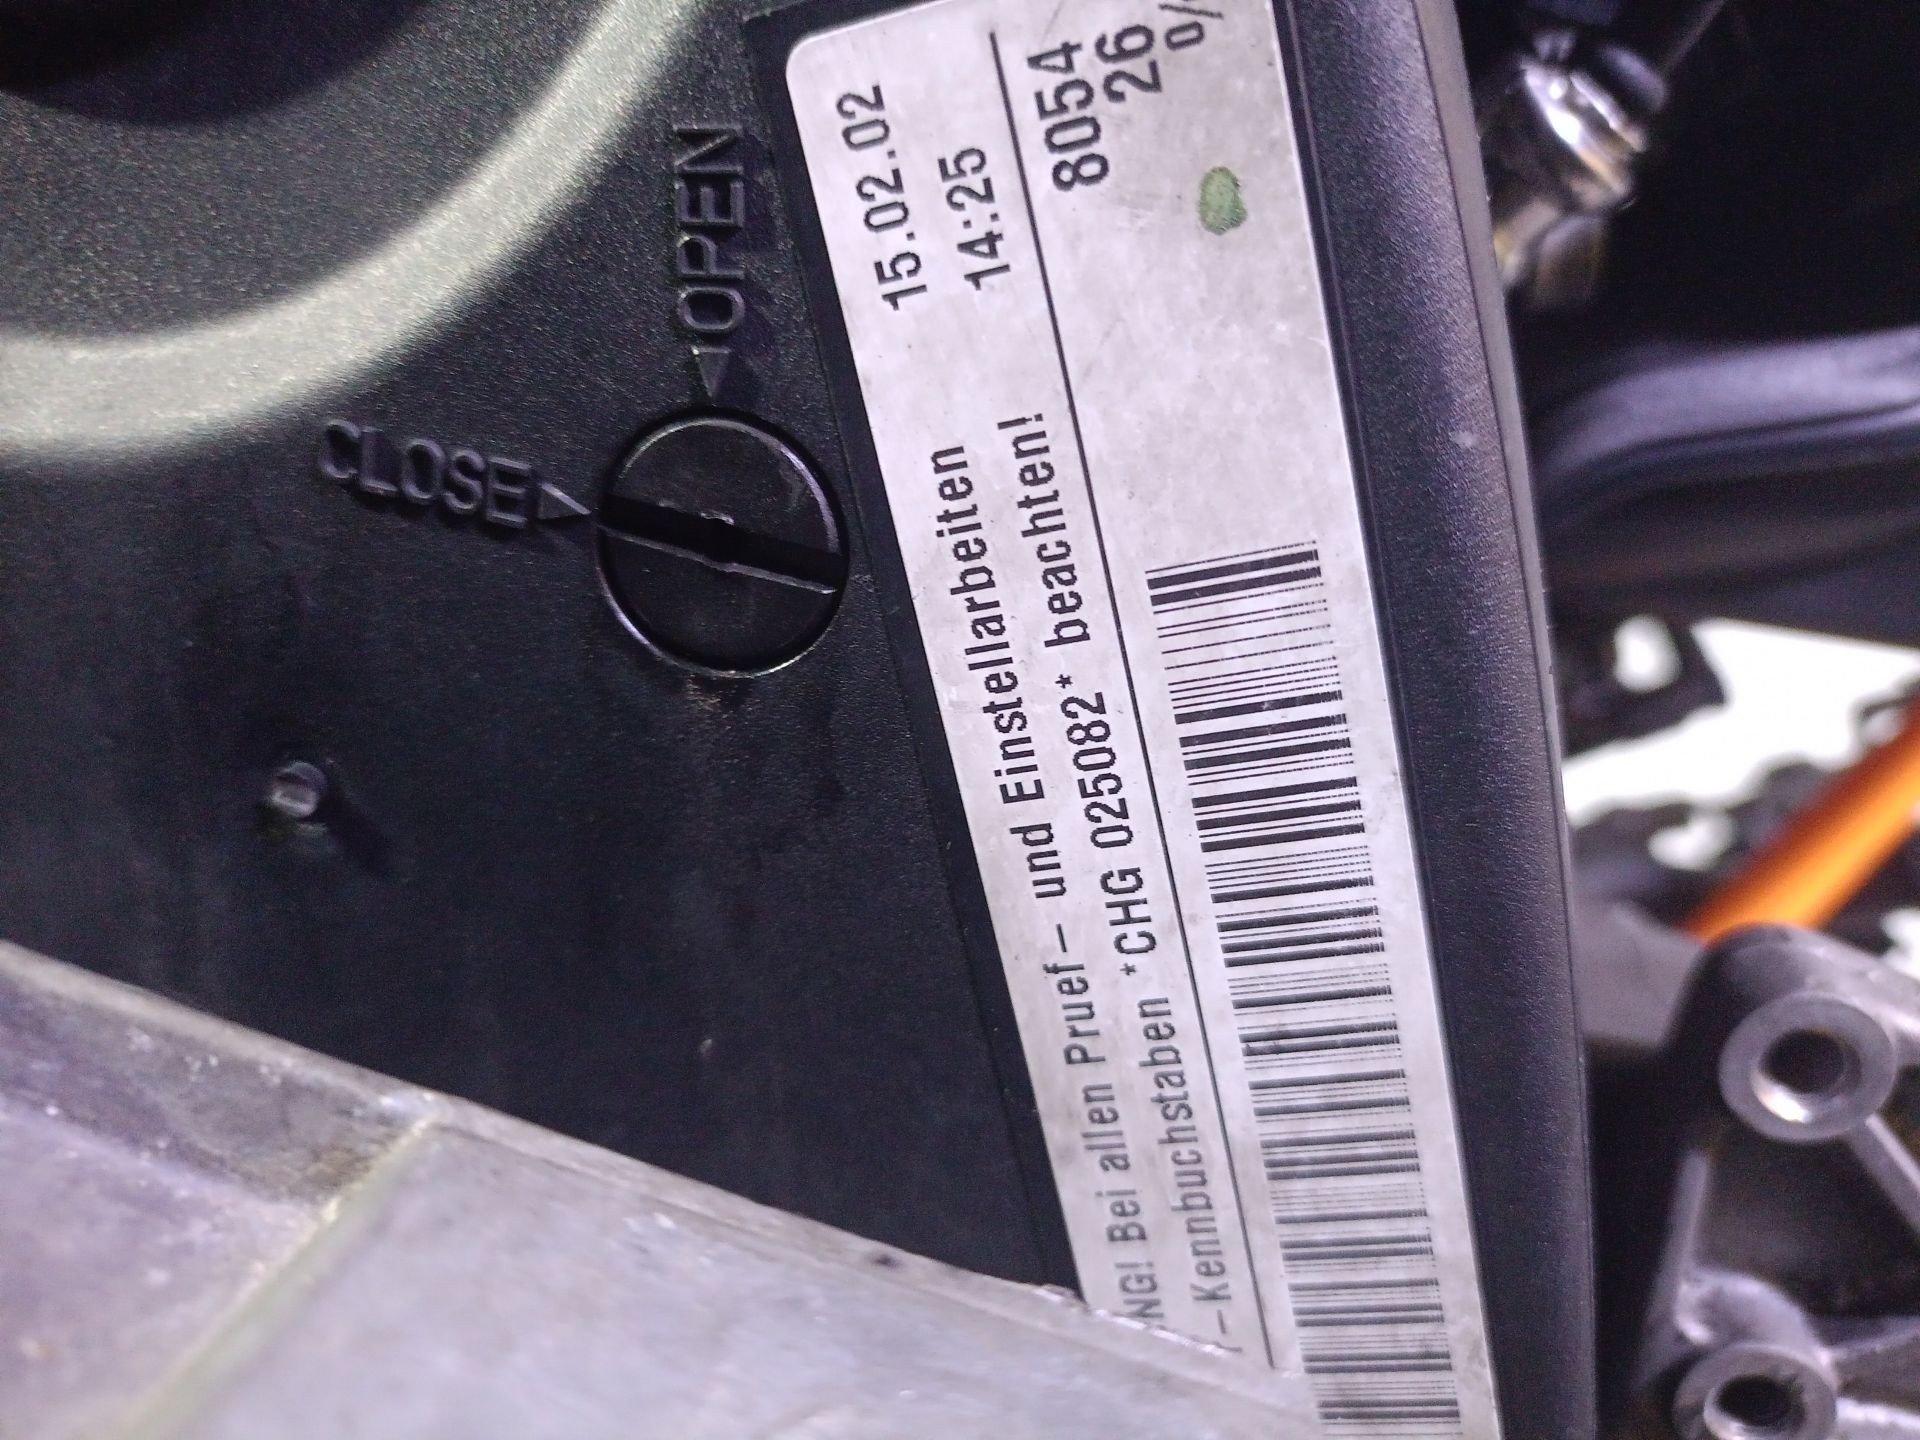 OPEN
CLOSE
15.02.02
NG! Bei allen Pruef- und Einstellarbeiten 14:25
-Kennbuchstaben *CHG 025082* beachten!
8054
26